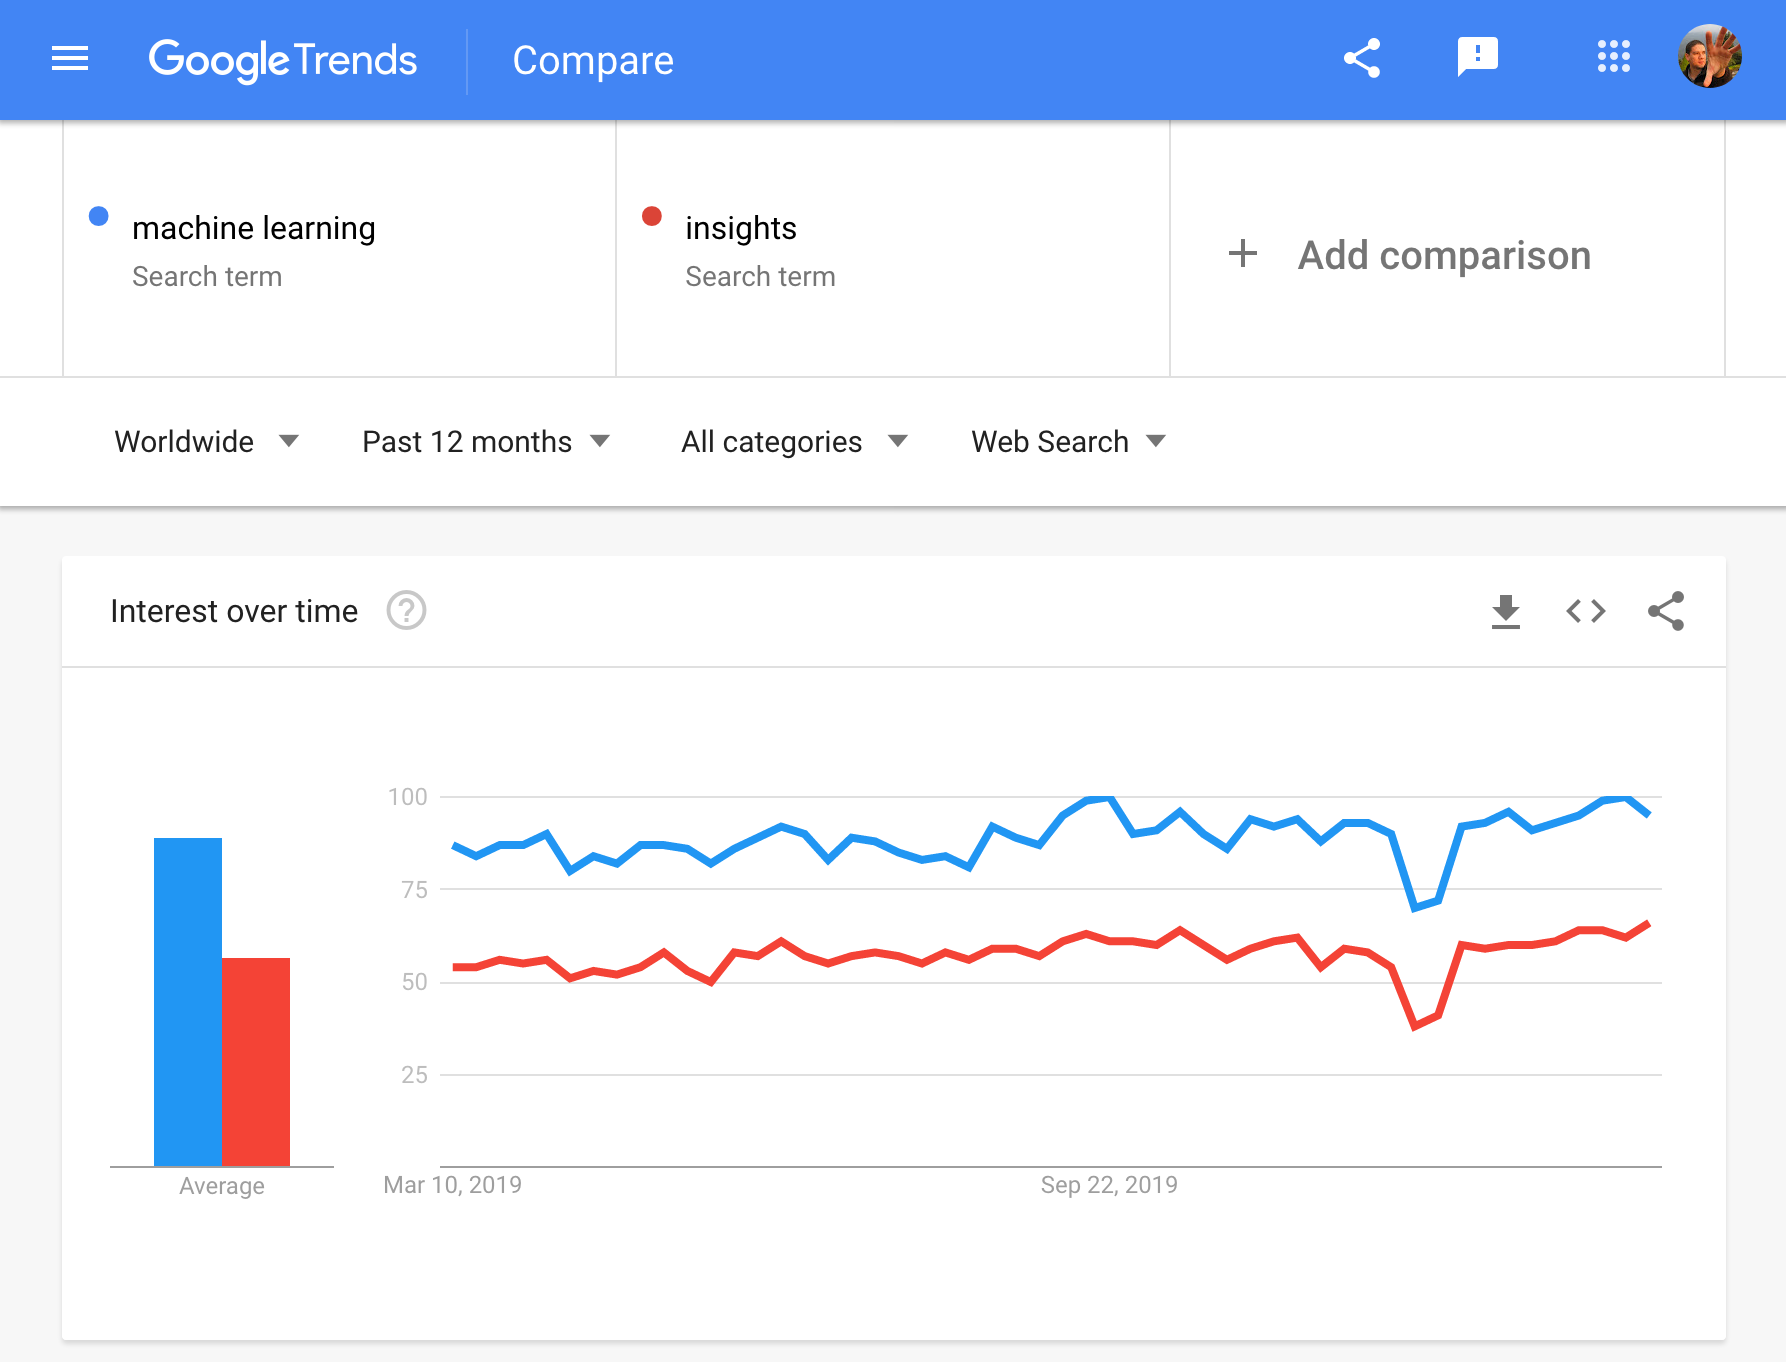 Google Trends Compare
machine learning
Search term
insights
Search term
+ Add comparison
Worldwide Past 12 months All categories Web Search
Interest over time ?
100
75
50
25
Average
Mar 10, 2019 Sep 22, 2019